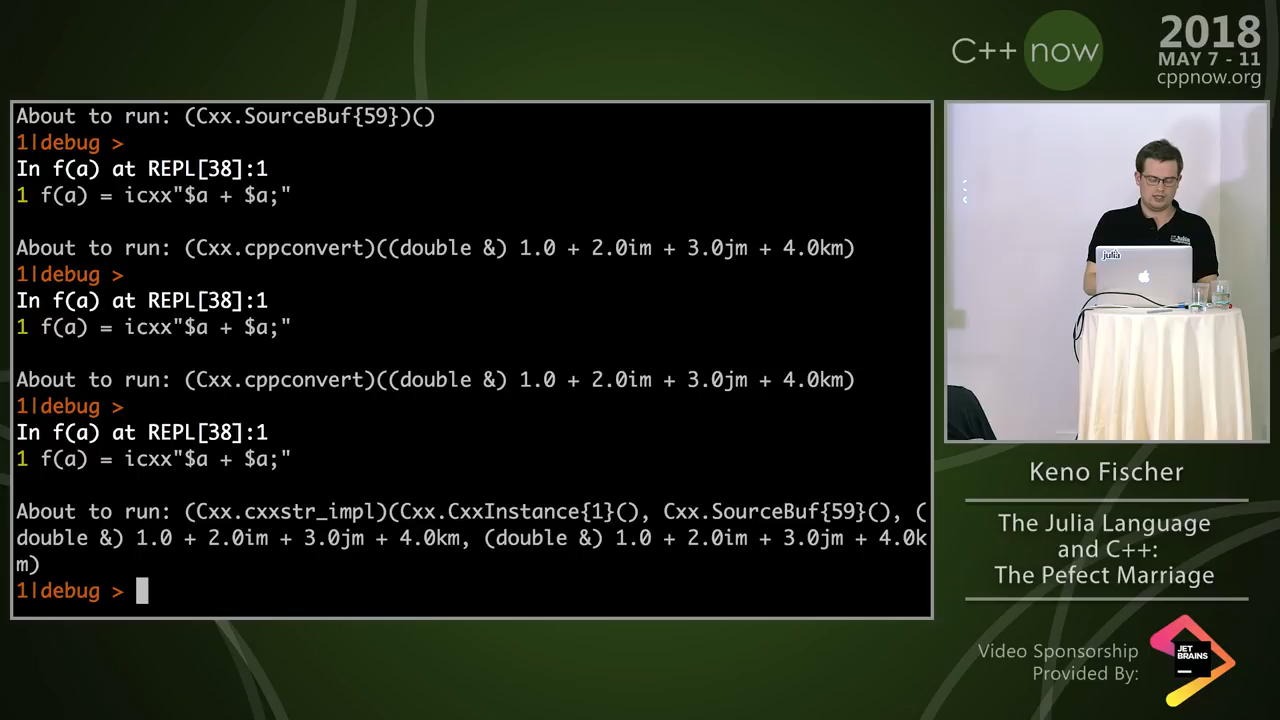 C++ now
2018
MAY 7 - 11
cppnow.org
About to run: (Cxx.SourceBuf{59})()
1|debug >
In f(a) at REPL[38]:1
1 f(a) = icxx"$a + $a;"
About to run: (Cxx.cppconvert)((double &) 1.0 + 2.0im + 3.0jm + 4.0km)
1|debug >
In f(a) at REPL[38]:1
1 f(a) = icxx"$a + $a;"
About to run: (Cxx.cppconvert)((double &) 1.0 + 2.0im + 3.0jm + 4.0km)
1|debug >
In f(a) at REPL[38]:1
1 f(a) = icxx"$a + $a;"
About to run: (Cxx.cxxstr_impl)(Cxx.CxxInstance{1}(), Cxx.SourceBuf{59}(), (
double &) 1.0 + 2.0im + 3.0jm + 4.0km, (double &) 1.0 + 2.0im + 3.0jm + 4.0k
m)
1|debug >
julia
Keno Fischer
The Julia Language
and C++:
The Pefect Marriage
Video Sponsorship
Provided By:
JET
BRAINS